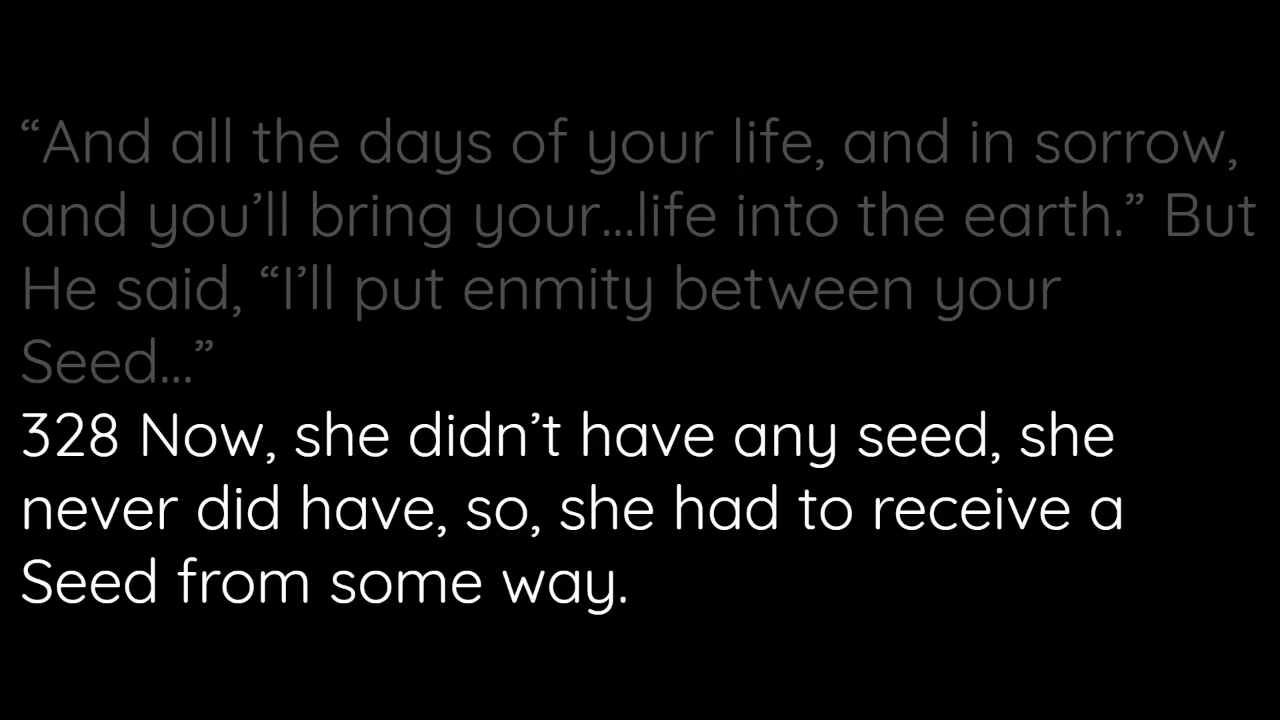 “And all the days of your life, and in sorrow,
and you’ll bring your...life into the earth.” But
He said, “I’ll put enmity between your
Seed...”
328 Now, she didn’t have any seed, she
never did have, so, she had to receive a
Seed from some way.